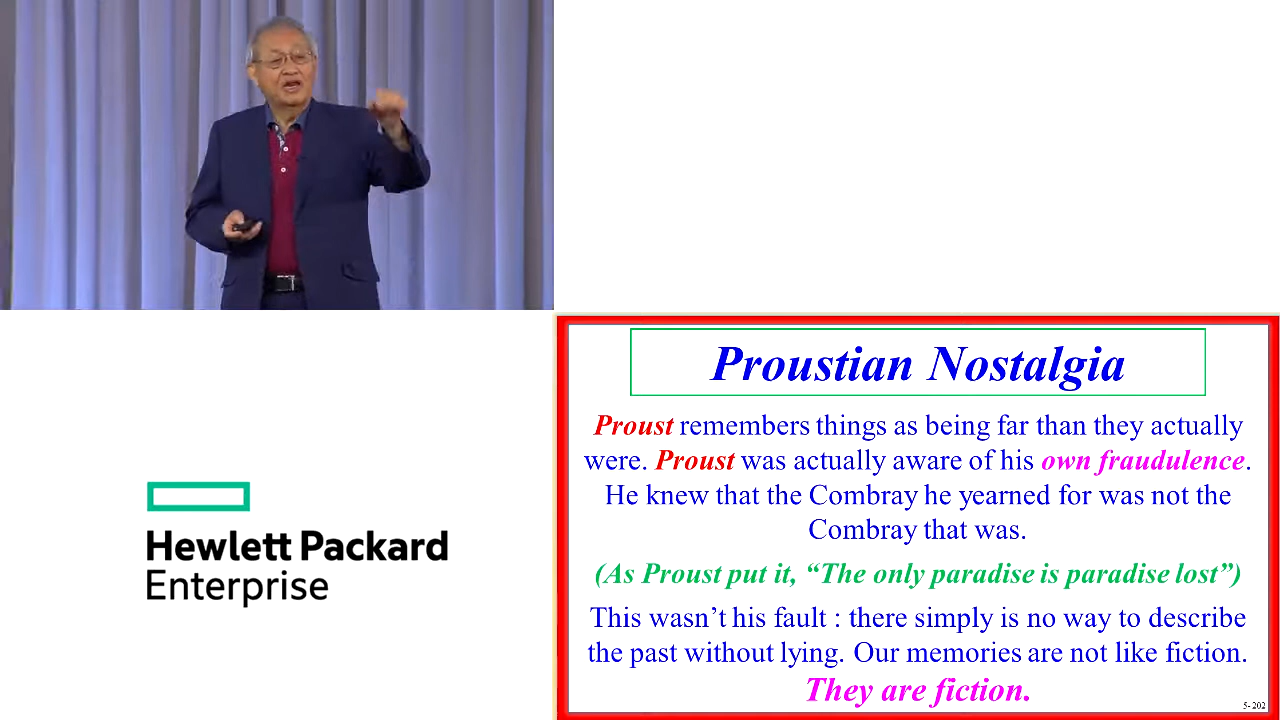 Hewlett Packard
Enterprise
Proustian Nostalgia
Proust remembers things as being far than they actually
were. Proust was actually aware of his own fraudulence.
He knew that the Combray he yearned for was not the
Combray that was.
(As Proust put it, “The only paradise is paradise lost”)
This wasn’t his fault : there simply is no way to describe
the past without lying. Our memories are not like fiction.
They are fiction.
5- 202